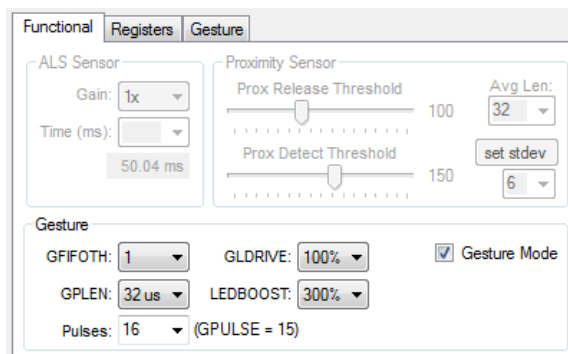 Functional Registers Gesture
ALS Sensor
Gain: 1x
Time (ms):
50.04 ms
Proximity Sensor
Prox Release Threshold
100
Avg Len:
32
Prox Detect Threshold
150
set stdev
6
Gesture
GFIFOTH: 1 GLDRIVE: 100% Gesture Mode
GPLEN: 32 us LEDBOOST: 300%
Pulses: 16 (GPULSE = 15)